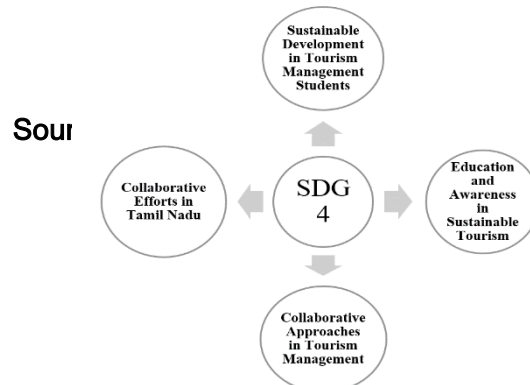 Sustainable
Development
in Tourism
Management
Students
Sour
Collaborative
Efforts in
Tamil Nadu
SDG
4
Education
and
Awareness
in
Sustainable
Tourism
Collaborative
Approaches
in Tourism
Management